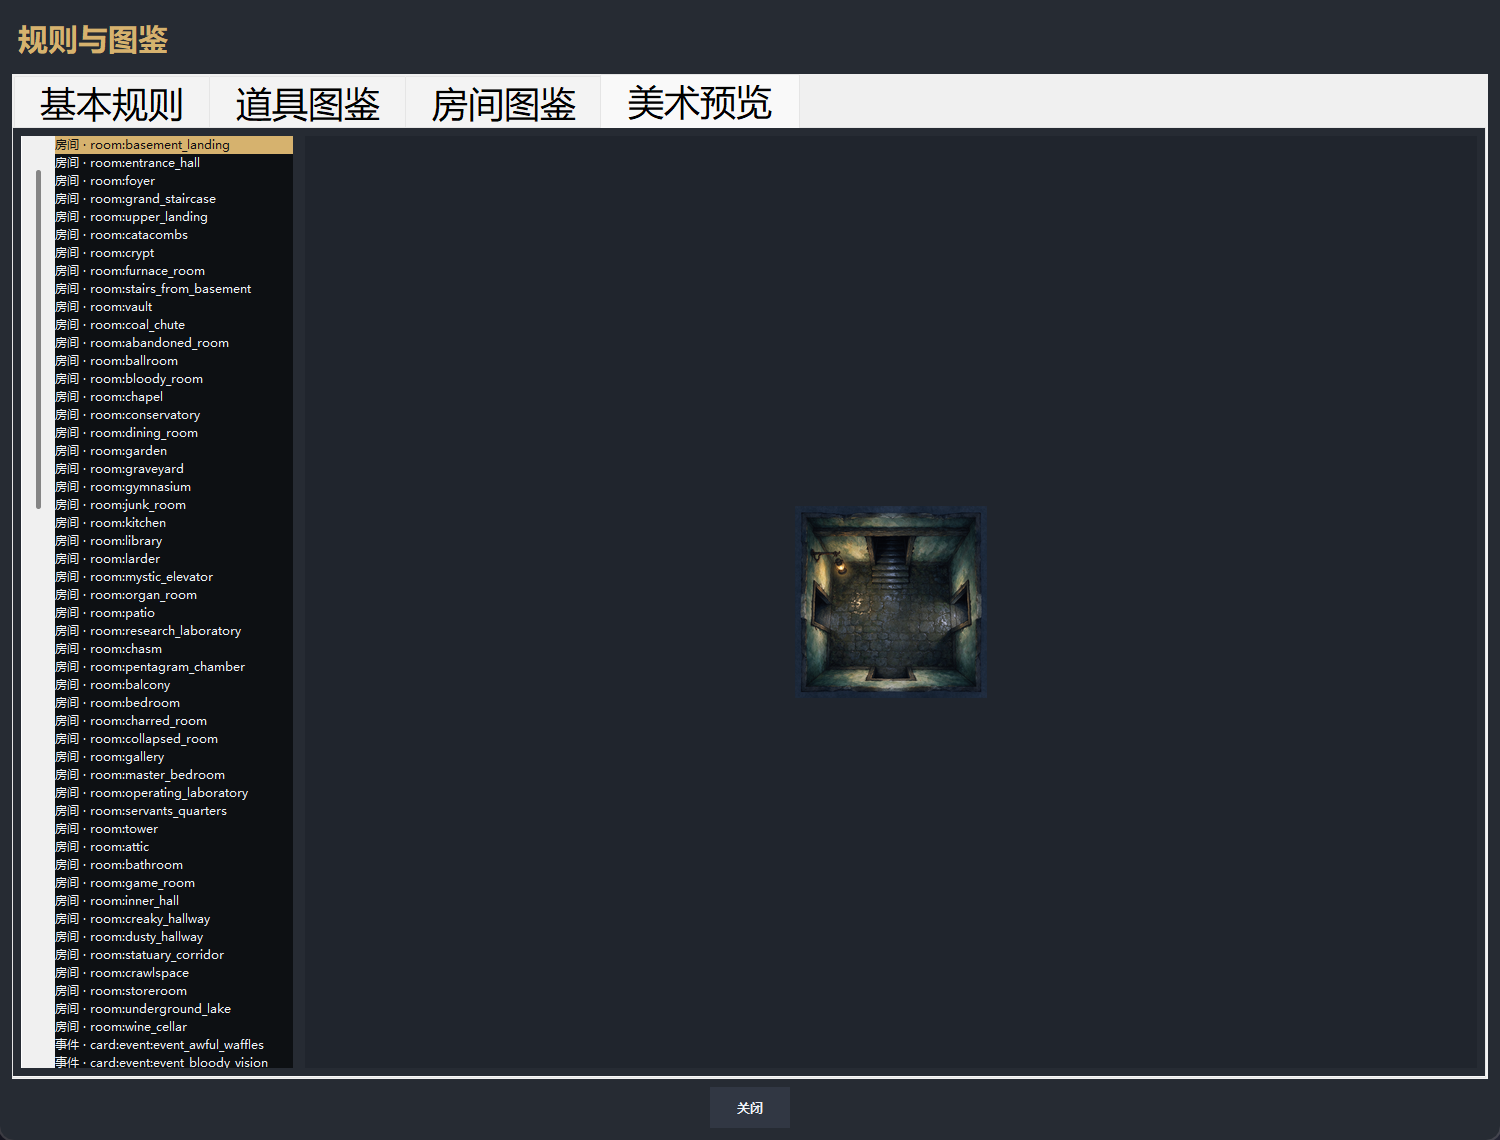 规则与图鉴
基本规则 道具图鉴 房间图鉴 美术预览
房间 · room:basement_landing
房间 · room:entrance_hall
房间 · room:foyer
房间 · room:grand_staircase
房间 · room:upper_landing
房间 · room:catacombs
房间 · room:crypt
房间 · room:furnace_room
房间 · room:stairs_from_basement
房间 · room:vault
房间 · room:coal_chute
房间 · room:abandoned_room
房间 · room:ballroom
房间 · room:bloody_room
房间 · room:chapel
房间 · room:conservatory
房间 · room:dining_room
房间 · room:garden
房间 · room:graveyard
房间 · room:gymnasium
房间 · room:junk_room
房间 · room:kitchen
房间 · room:library
房间 · room:larder
房间 · room:mystic_elevator
房间 · room:organ_room
房间 · room:patio
房间 · room:research_laboratory
房间 · room:chasm
房间 · room:pentagram_chamber
房间 · room:balcony
房间 · room:bedroom
房间 · room:charred_room
房间 · room:collapsed_room
房间 · room:gallery
房间 · room:master_bedroom
房间 · room:operating_laboratory
房间 · room:servants_quarters
房间 · room:tower
房间 · room:attic
房间 · room:bathroom
房间 · room:game_room
房间 · room:inner_hall
房间 · room:creaky_hallway
房间 · room:dusty_hallway
房间 · room:statuary_corridor
房间 · room:crawlspace
房间 · room:storeroom
房间 · room:underground_lake
房间 · room:wine_cellar
事件 · card:event:event_awful_waffles
事件 · card:event:event_bloody_vision
关闭